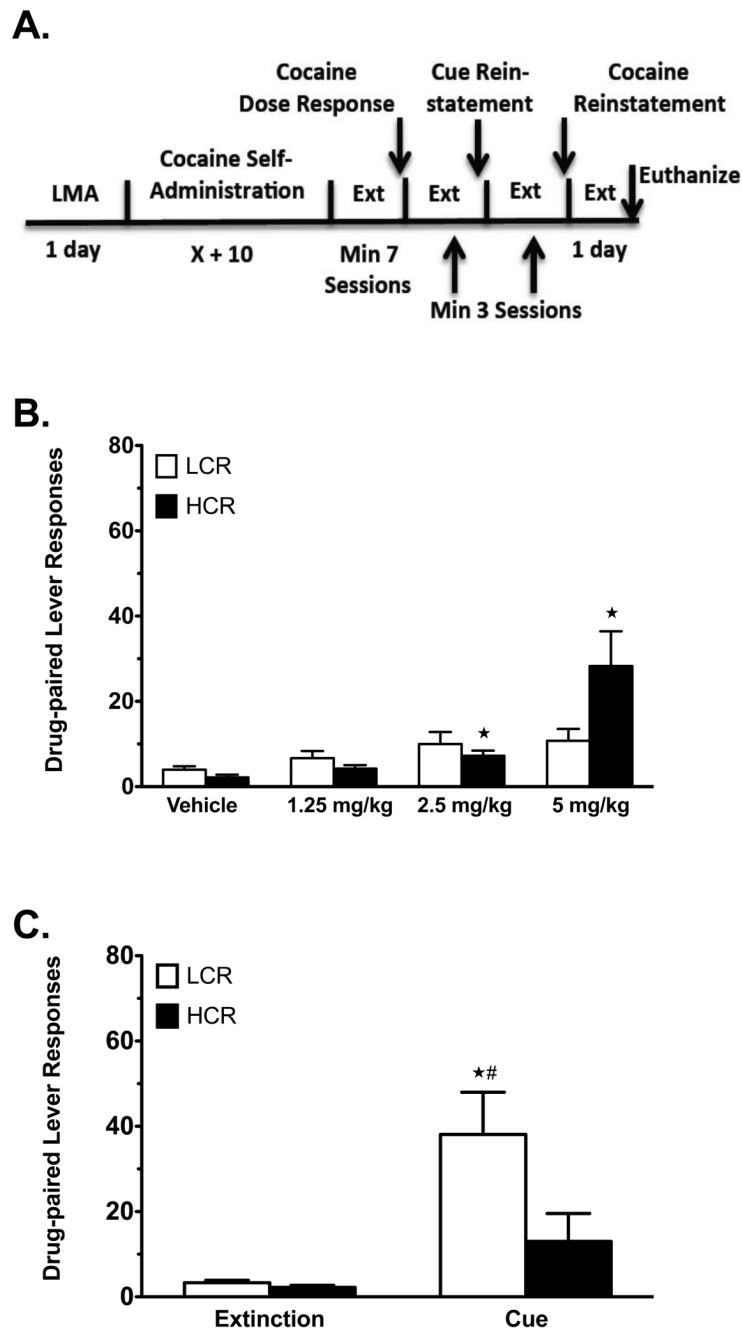 A.
Cocaine Dose Response
Cue Rein-statement
Cocaine Reinstatement
Euthanize
LMA
Cocaine Self-Administration
Ext
Ext
Ext
Ext
1 day
X + 10
Min 7 Sessions
Min 3 Sessions
1 day
B.
Drug-paired Lever Responses
80
60
40
20
0
LCR
HCR
★
★
Vehicle
1.25 mg/kg
2.5 mg/kg
5 mg/kg
C.
Drug-paired Lever Responses
80
60
40
20
0
LCR
HCR
★#
Extinction
Cue